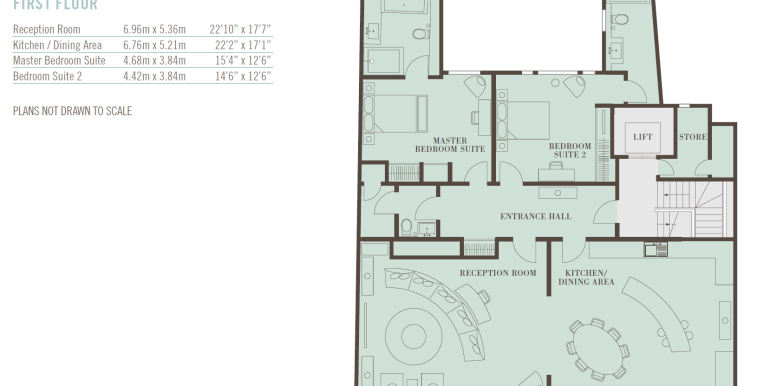 FIRST FLOOR
Reception Room 6.96m x 5.36m 22’10” x 17’7”
Kitchen / Dining Area 6.76m x 5.21m 22’2” x 17’1”
Master Bedroom Suite 4.68m x 3.84m 15’4” x 12’6”
Bedroom Suite 2 4.42m x 3.84m 14’6” x 12’6”
PLANS NOT DRAWN TO SCALE
MASTER
BEDROOM SUITE
BEDROOM
SUITE 2
LIFT
STORE
ENTRANCE HALL
RECEPTION ROOM
KITCHEN/
DINING AREA